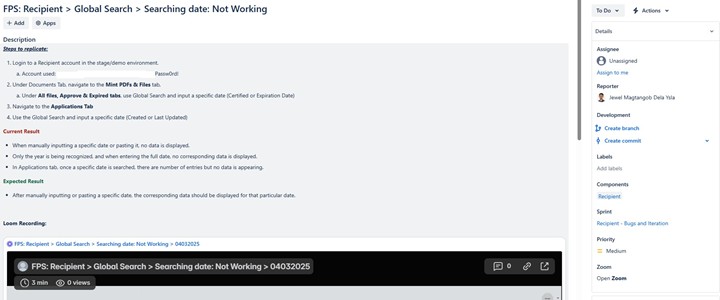 FPS: Recipient > Global Search > Searching date: Not Working
+ Add
Apps
Description
Steps to replicate:
1. Login to a Recipient account in the stage/demo environment.
a. Account used: Passw0rd!
2. Under Documents Tab, navigate to the Mint PDFs & Files tab.
a. Under All files, Approve & Expired tabs, use Global Search and input a specific date (Certified or Expiration Date)
3. Navigate to the Applications Tab
4. Use the Global Search and input a specific date (Created or Last Updated)
Current Result
• When manually inputting a specific date or pasting it, no data is displayed.
• Only the year is being recognized, and when entering the full date, no corresponding data is displayed.
• In Applications tab, once a specific date is searched, there are number of entries but no data is appearing.
Expected Result
• After manually inputting or pasting a specific date, the corresponding data should be displayed for that particular date.
Loom Recording:
FPS: Recipient > Global Search > Searching date: Not Working > 04032025
FPS: Recipient > Global Search > Searching date: Not Working > 04032025
0
3 min
0 views
To Do
Actions
Details
Assignee
Unassigned
Assign to me
Reporter
Jewel Magtangob Dela Yola
Development
Create branch
Create commit
Labels
Add labels
Components
Recipient
Sprint
Recipient - Bugs and Iteration
Priority
Medium
Zoom
Open Zoom